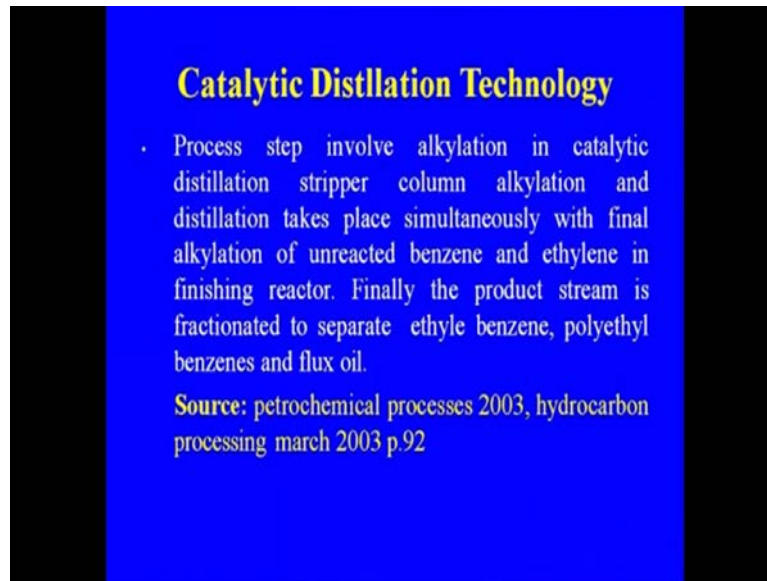 Catalytic Distllation Technology
· Process step involve alkylation in catalytic
distillation stripper column alkylation and
distillation takes place simultaneously with final
alkylation of unreacted benzene and ethylene in
finishing reactor. Finally the product stream is
fractionated to separate ethyle benzene, polyethyl
benzenes and flux oil.
Source: petrochemical processes 2003, hydrocarbon
processing march 2003 p.92